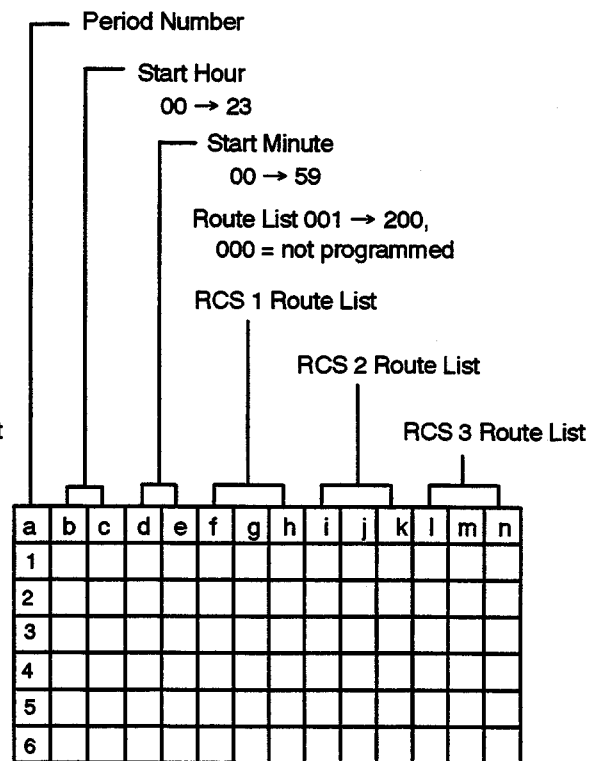 Period Number
Start Hour
00 → 23
Start Minute
00 → 59
Route List 001 → 200,
000 = not programmed
RCS 1 Route List
RCS 2 Route List
RCS 3 Route List
a b c d e f g h i j k l m n
1
2
3
4
5
6